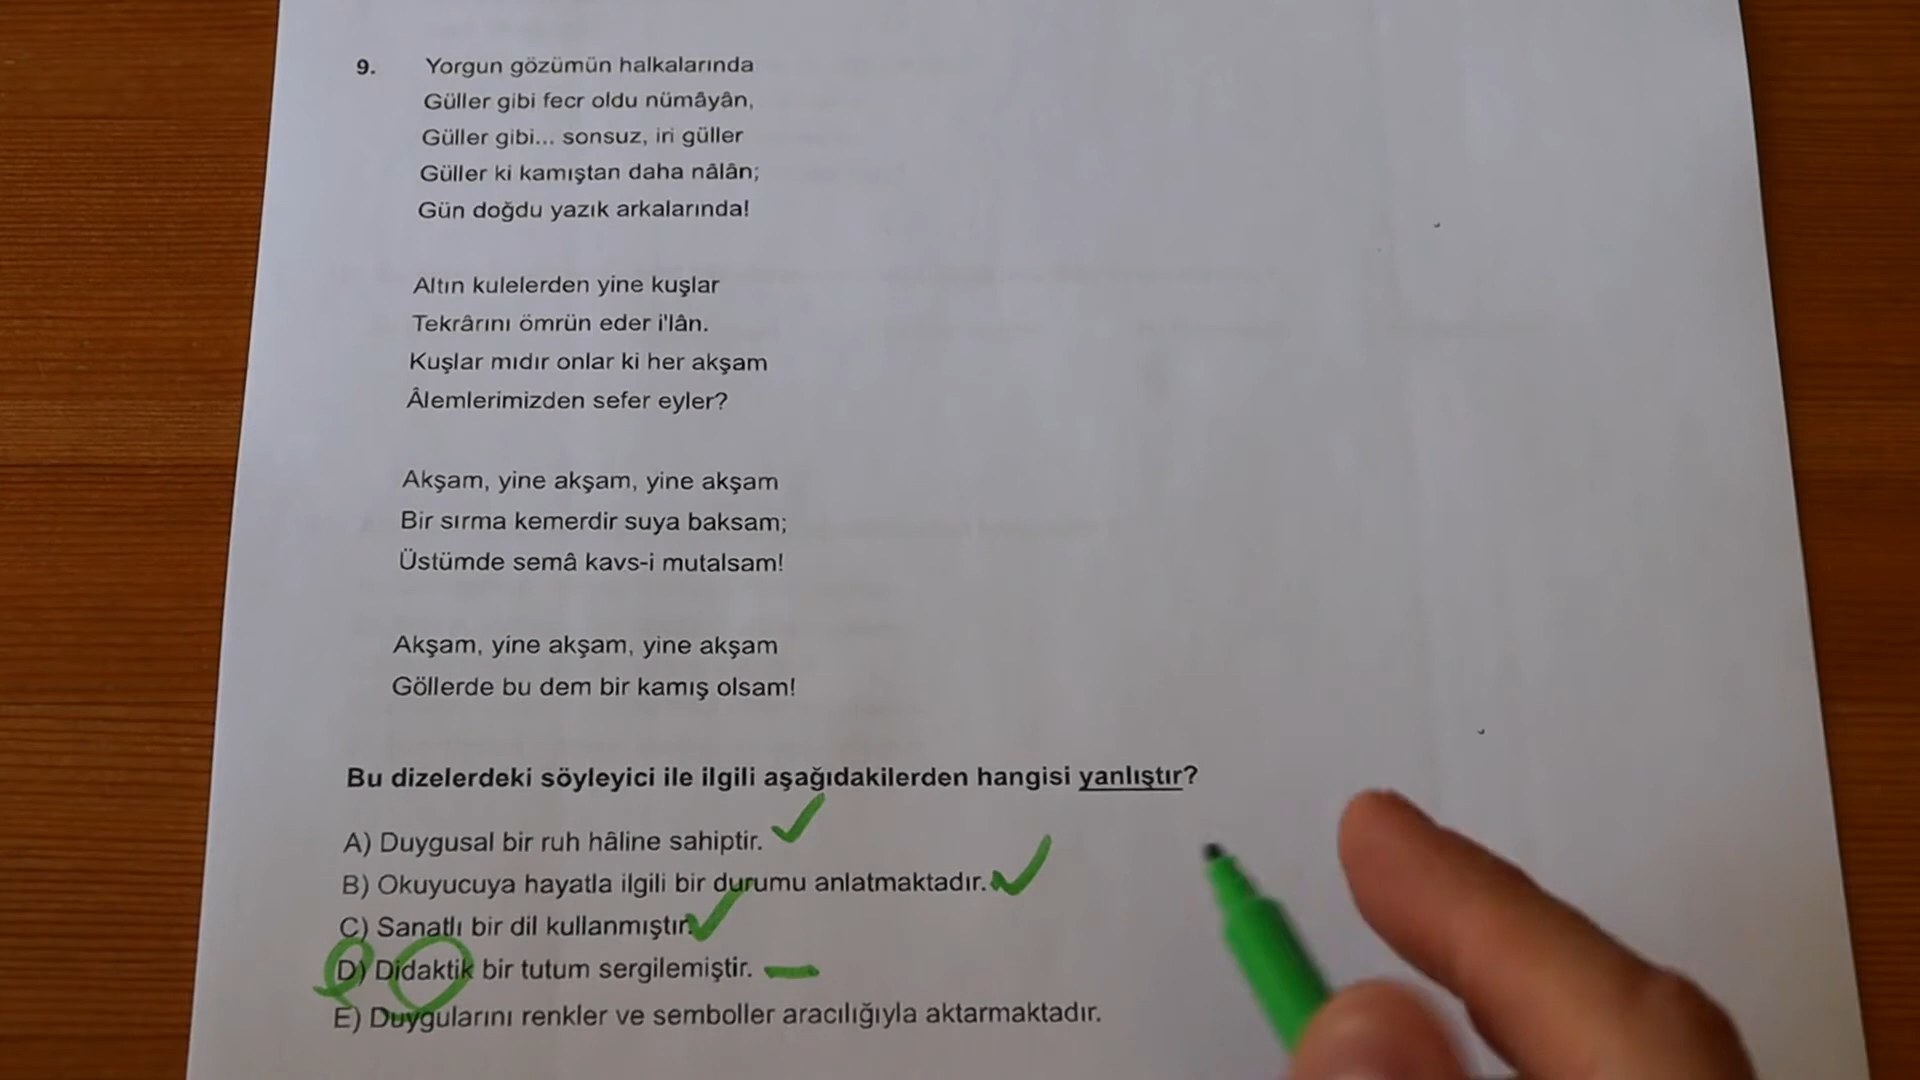 9. Yorgun gözümün halkalarında
Güller gibi fecr oldu nümâyân,
Güller gibi... sonsuz, iri güller
Güller ki kamıştan daha nâlân;
Gün doğdu yazık arkalarında!
Altın kulelerden yine kuşlar
Tekrârını ömrün eder i'lân.
Kuşlar mıdır onlar ki her akşam
Âlemlerimizden sefer eyler?
Akşam, yine akşam, yine akşam
Bir sırma kemerdir suya baksam;
Üstümde semâ kavs-i mutalsam!
Akşam, yine akşam, yine akşam
Göllerde bu dem bir kamış olsam!
Bu dizelerdeki söyleyici ile ilgili aşağıdakilerden hangisi yanlıştır?
A) Duygusal bir ruh hâline sahiptir.
B) Okuyucuya hayatla ilgili bir durumu anlatmaktadır.
C) Sanatlı bir dil kullanmıştır.
D) Didaktik bir tutum sergilemiştir.
E) Duygularını renkler ve semboller aracılığıyla aktarmaktadır.